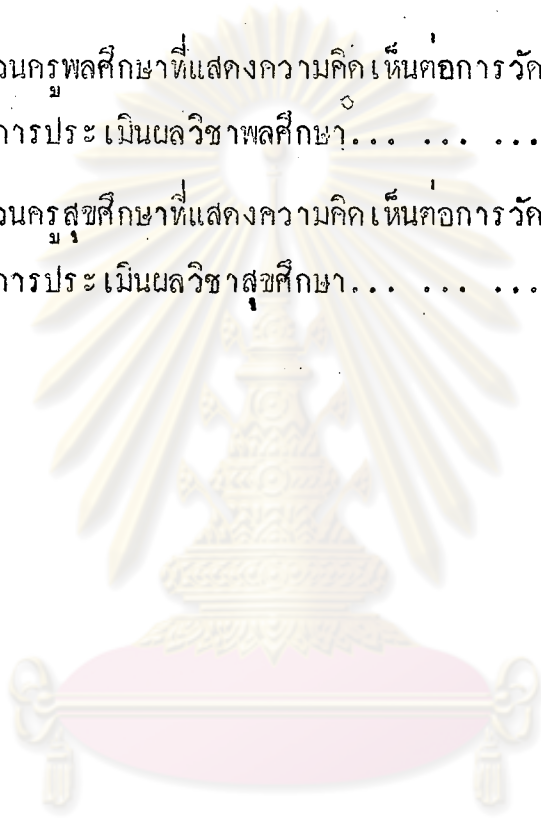 วนครูพลศึกษาที่แสดงความคิดเห็นต่อการวัด
การประเมินผลวิชาพลศึกษา... ... ...
วนครูสุขศึกษาที่แสดงความคิดเห็นต่อการวัด
การประเมินผลวิชาสุขศึกษา... ... ...